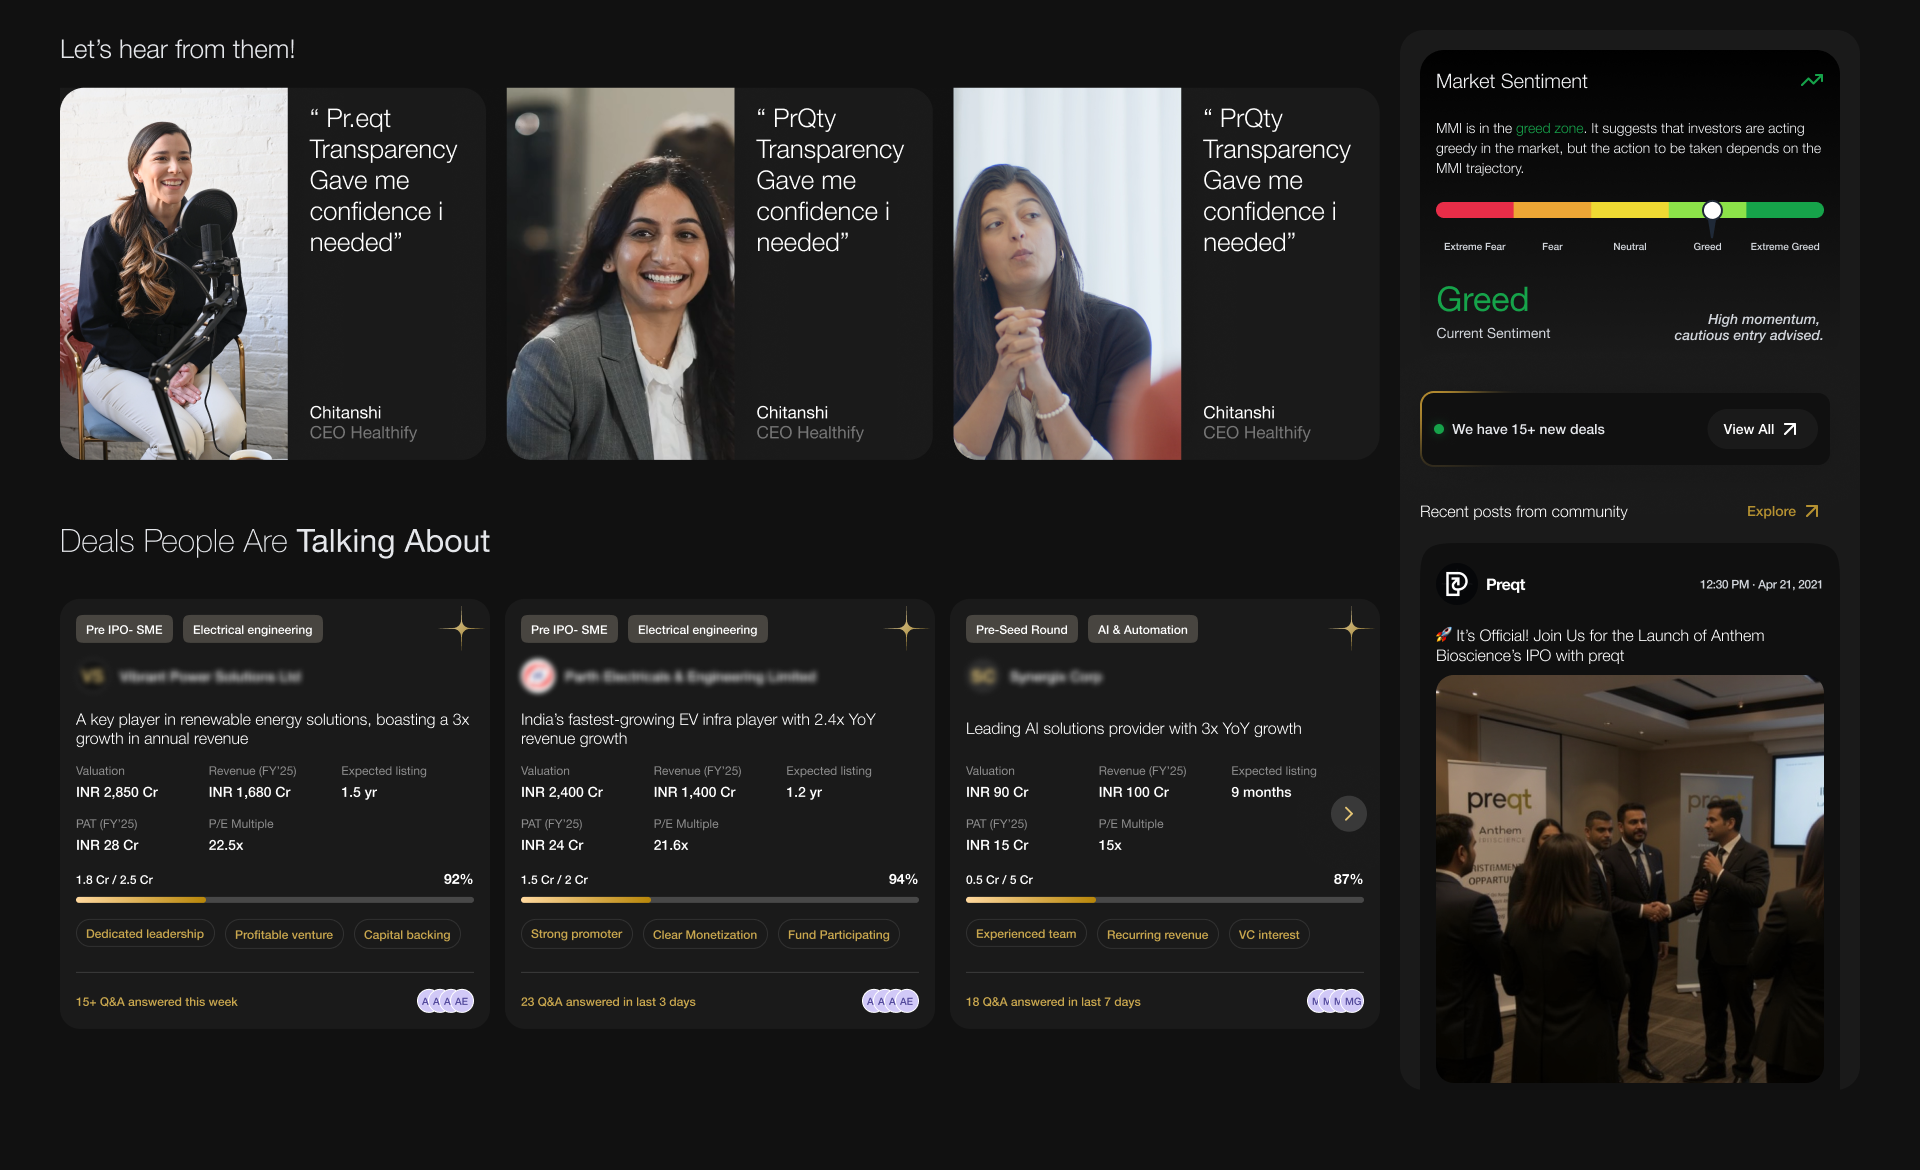 Let’s hear from them!
“ Pr.eqt
Transparency
Gave me
confidence i
needed”
Chitanshi
CEO Healthify
“ PrQty
Transparency
Gave me
confidence i
needed”
Chitanshi
CEO Healthify
“ PrQty
Transparency
Gave me
confidence i
needed”
Chitanshi
CEO Healthify
Deals People Are Talking About
Pre IPO- SME
Electrical engineering
VS
Vibrant Power Solutions Ltd
A key player in renewable energy solutions, boasting a 3x
growth in annual revenue
Valuation
Revenue (FY’25)
Expected listing
INR 2,850 Cr
INR 1,680 Cr
1.5 yr
PAT (FY’25)
P/E Multiple
INR 28 Cr
22.5x
1.8 Cr / 2.5 Cr
92%
Dedicated leadership
Profitable venture
Capital backing
15+ Q&A answered this week
A A A AE
Pre IPO- SME
Electrical engineering
Parth Electricals & Engineering Limited
India’s fastest-growing EV infra player with 2.4x YoY
revenue growth
Valuation
Revenue (FY’25)
Expected listing
INR 2,400 Cr
INR 1,400 Cr
1.2 yr
PAT (FY’25)
P/E Multiple
INR 24 Cr
21.6x
1.5 Cr / 2 Cr
94%
Strong promoter
Clear Monetization
Fund Participating
23 Q&A answered in last 3 days
A A A AE
Pre-Seed Round
AI & Automation
SC
Synergix Corp
Leading AI solutions provider with 3x YoY growth
Valuation
Revenue (FY’25)
Expected listing
INR 90 Cr
INR 100 Cr
9 months
PAT (FY’25)
P/E Multiple
INR 15 Cr
15x
0.5 Cr / 5 Cr
87%
Experienced team
Recurring revenue
VC interest
18 Q&A answered in last 7 days
MG
Market Sentiment
MMI is in the greed zone. It suggests that investors are acting
greedy in the market, but the action to be taken depends on the
MMI trajectory.
Extreme Fear
Fear
Neutral
Greed
Extreme Greed
Greed
Current Sentiment
High momentum,
cautious entry advised.
We have 15+ new deals
View All
Recent posts from community
Explore
Preqt
12:30 PM · Apr 21, 2021
🚀 It’s Official! Join Us for the Launch of Anthem
Bioscience’s IPO with preqt
preqt
Anthem
preqt